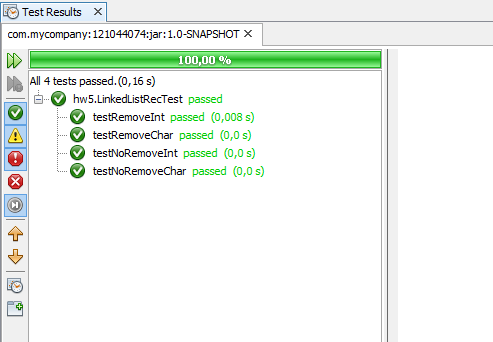 Test Results
com.mycompany:121044074:jar:1.0-SNAPSHOT
100,00 %
All 4 tests passed.(0,16 s)
hw5.LinkedListRecTest passed
testRemoveInt passed (0,008 s)
testRemoveChar passed (0,0 s)
testNoRemoveInt passed (0,0 s)
testNoRemoveChar passed (0,0 s)